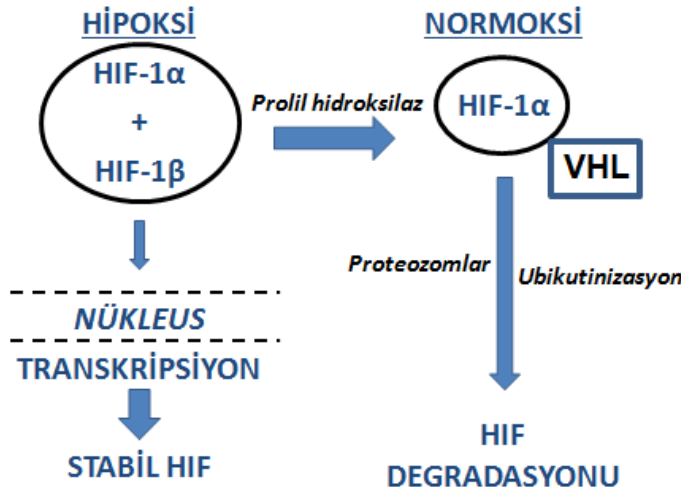 HİPOKSİ
HIF-1α
+
HIF-1β
NÜKLEUS
TRANSKRİPSİYON
STABİL HIF
Prolil hidroksilaz
NORMOKSİ
HIF-1α
VHL
Proteozomlar
Ubikutinizasyon
HIF
DEGRADASYONU